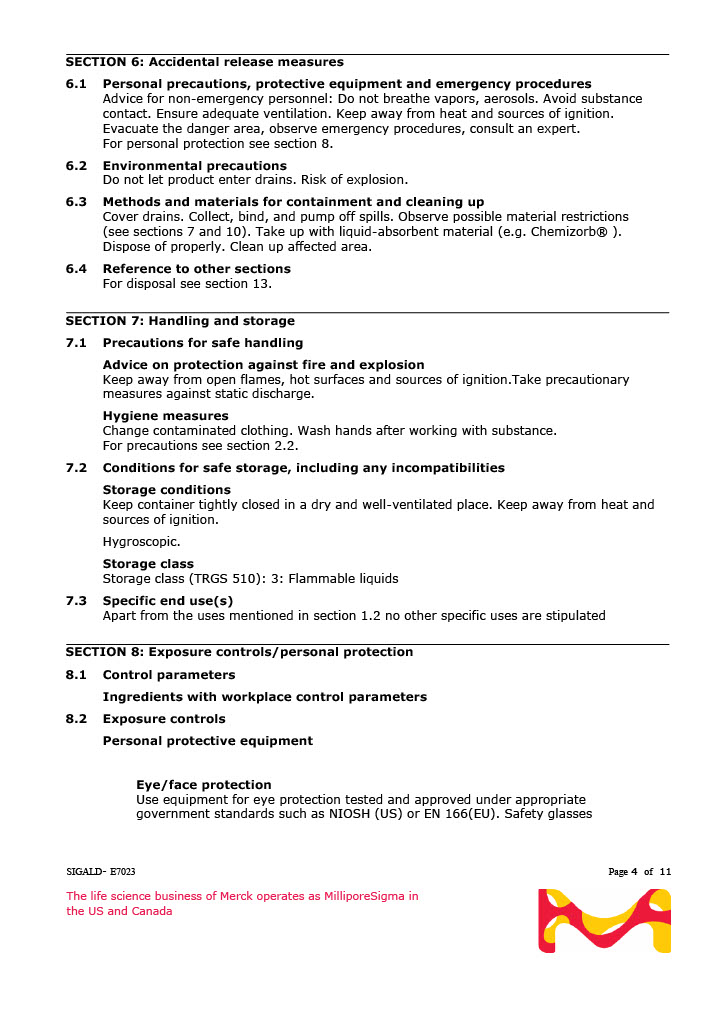 SECTION 6: Accidental release measures
6.1 Personal precautions, protective equipment and emergency procedures
Advice for non-emergency personnel: Do not breathe vapors, aerosols. Avoid substance
contact. Ensure adequate ventilation. Keep away from heat and sources of ignition.
Evacuate the danger area, observe emergency procedures, consult an expert.
For personal protection see section 8.
6.2 Environmental precautions
Do not let product enter drains. Risk of explosion.
6.3 Methods and materials for containment and cleaning up
Cover drains. Collect, bind, and pump off spills. Observe possible material restrictions
(see sections 7 and 10). Take up with liquid-absorbent material (e.g. Chemizorb® ).
Dispose of properly. Clean up affected area.
6.4 Reference to other sections
For disposal see section 13.
SECTION 7: Handling and storage
7.1 Precautions for safe handling
Advice on protection against fire and explosion
Keep away from open flames, hot surfaces and sources of ignition.Take precautionary
measures against static discharge.
Hygiene measures
Change contaminated clothing. Wash hands after working with substance.
For precautions see section 2.2.
7.2 Conditions for safe storage, including any incompatibilities
Storage conditions
Keep container tightly closed in a dry and well-ventilated place. Keep away from heat and
sources of ignition.
Hygroscopic.
Storage class
Storage class (TRGS 510): 3: Flammable liquids
7.3 Specific end use(s)
Apart from the uses mentioned in section 1.2 no other specific uses are stipulated
SECTION 8: Exposure controls/personal protection
8.1 Control parameters
Ingredients with workplace control parameters
8.2 Exposure controls
Personal protective equipment
Eye/face protection
Use equipment for eye protection tested and approved under appropriate
government standards such as NIOSH (US) or EN 166(EU). Safety glasses
SIGALD- E7023 Page 4 of 11
The life science business of Merck operates as MilliporeSigma in
the US and Canada